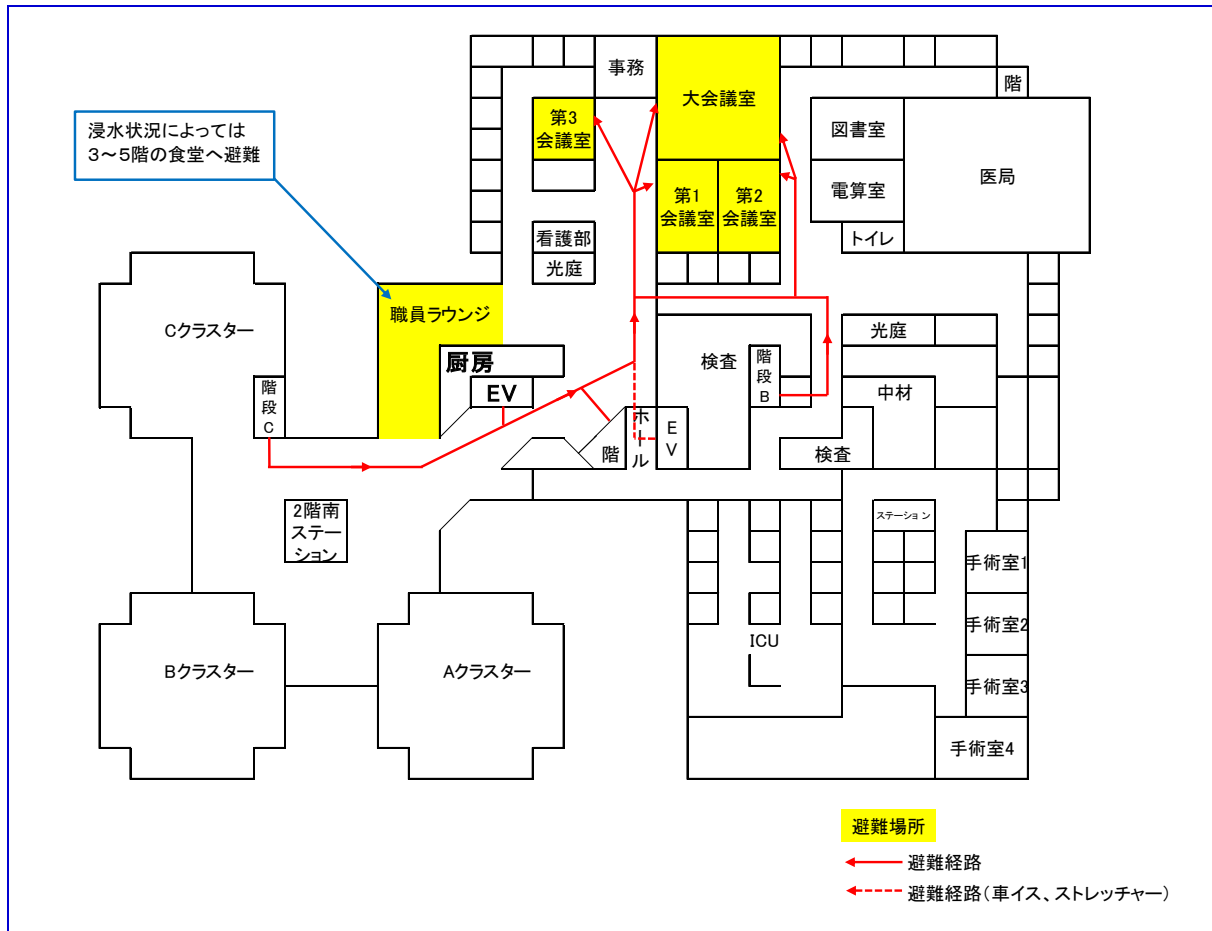 事務
大会議室
階
浸水状況によっては
3～5階の食堂へ避難
第3
会議室
図書室
医局
電算室
第1
会議室
第2
会議室
看護部
トイレ
光庭
職員ラウンジ
Cクラスター
厨房
検査
階
段
B
光庭
EV
中材
階
段
C
ホール
E
V
階
検査
2階南
ステー
ション
ステーション
手術室1
手術室2
ICU
Bクラスター
Aクラスター
手術室3
手術室4
避難場所
避難経路
避難経路(車イス、ストレッチャー)